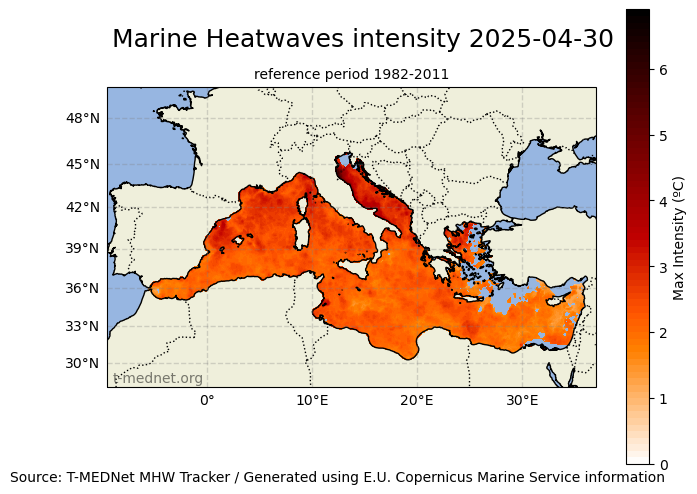 Marine Heatwaves intensity 2025-04-30
reference period 1982-2011
48°N
45°N
42°N
39°N
36°N
33°N
30°N
t-mednet.org
0°
10°E
20°E
30°E
6
5
4
3
2
1
0
Max Intensity (ºC)
Source: T-MEDNet MHW Tracker / Generated using E.U. Copernicus Marine Service information